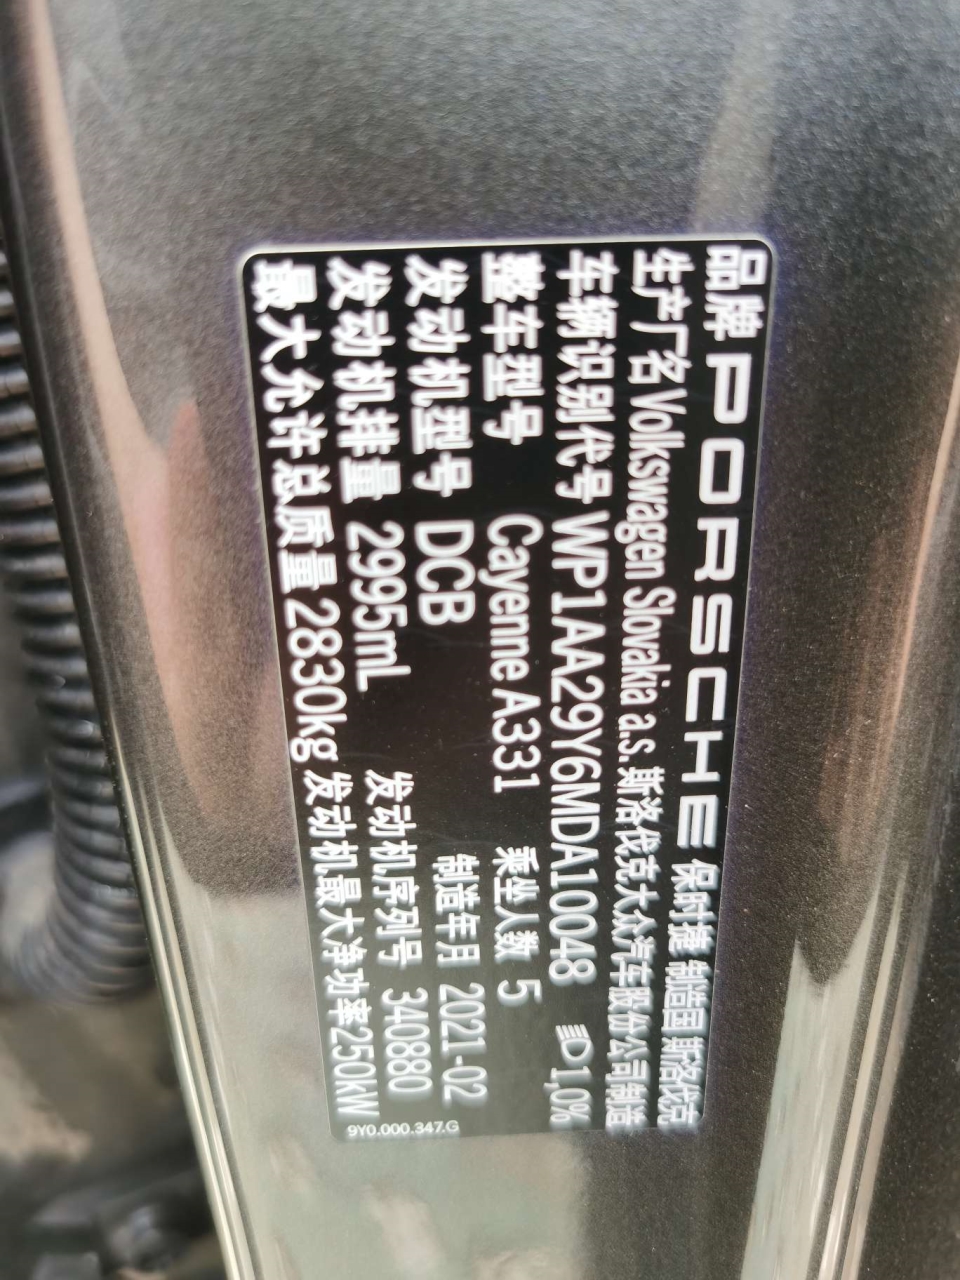 品牌 PORSCHE 保时捷 制造国 斯洛伐克
生产厂名 Volkswagen Slovakia a.s. 斯洛伐克大众汽车股份公司制造
车辆识别代号 WP1AA29Y6MDA10048 1,0%
整车型号 Cayenne A331 乘坐人数 5
发动机型号 DCB 制造年月 2021-02
发动机排量 2995mL 发动机序列号 340880
最大允许总质量 2830kg 发动机最大净功率250kW
9Y0.000.347.G